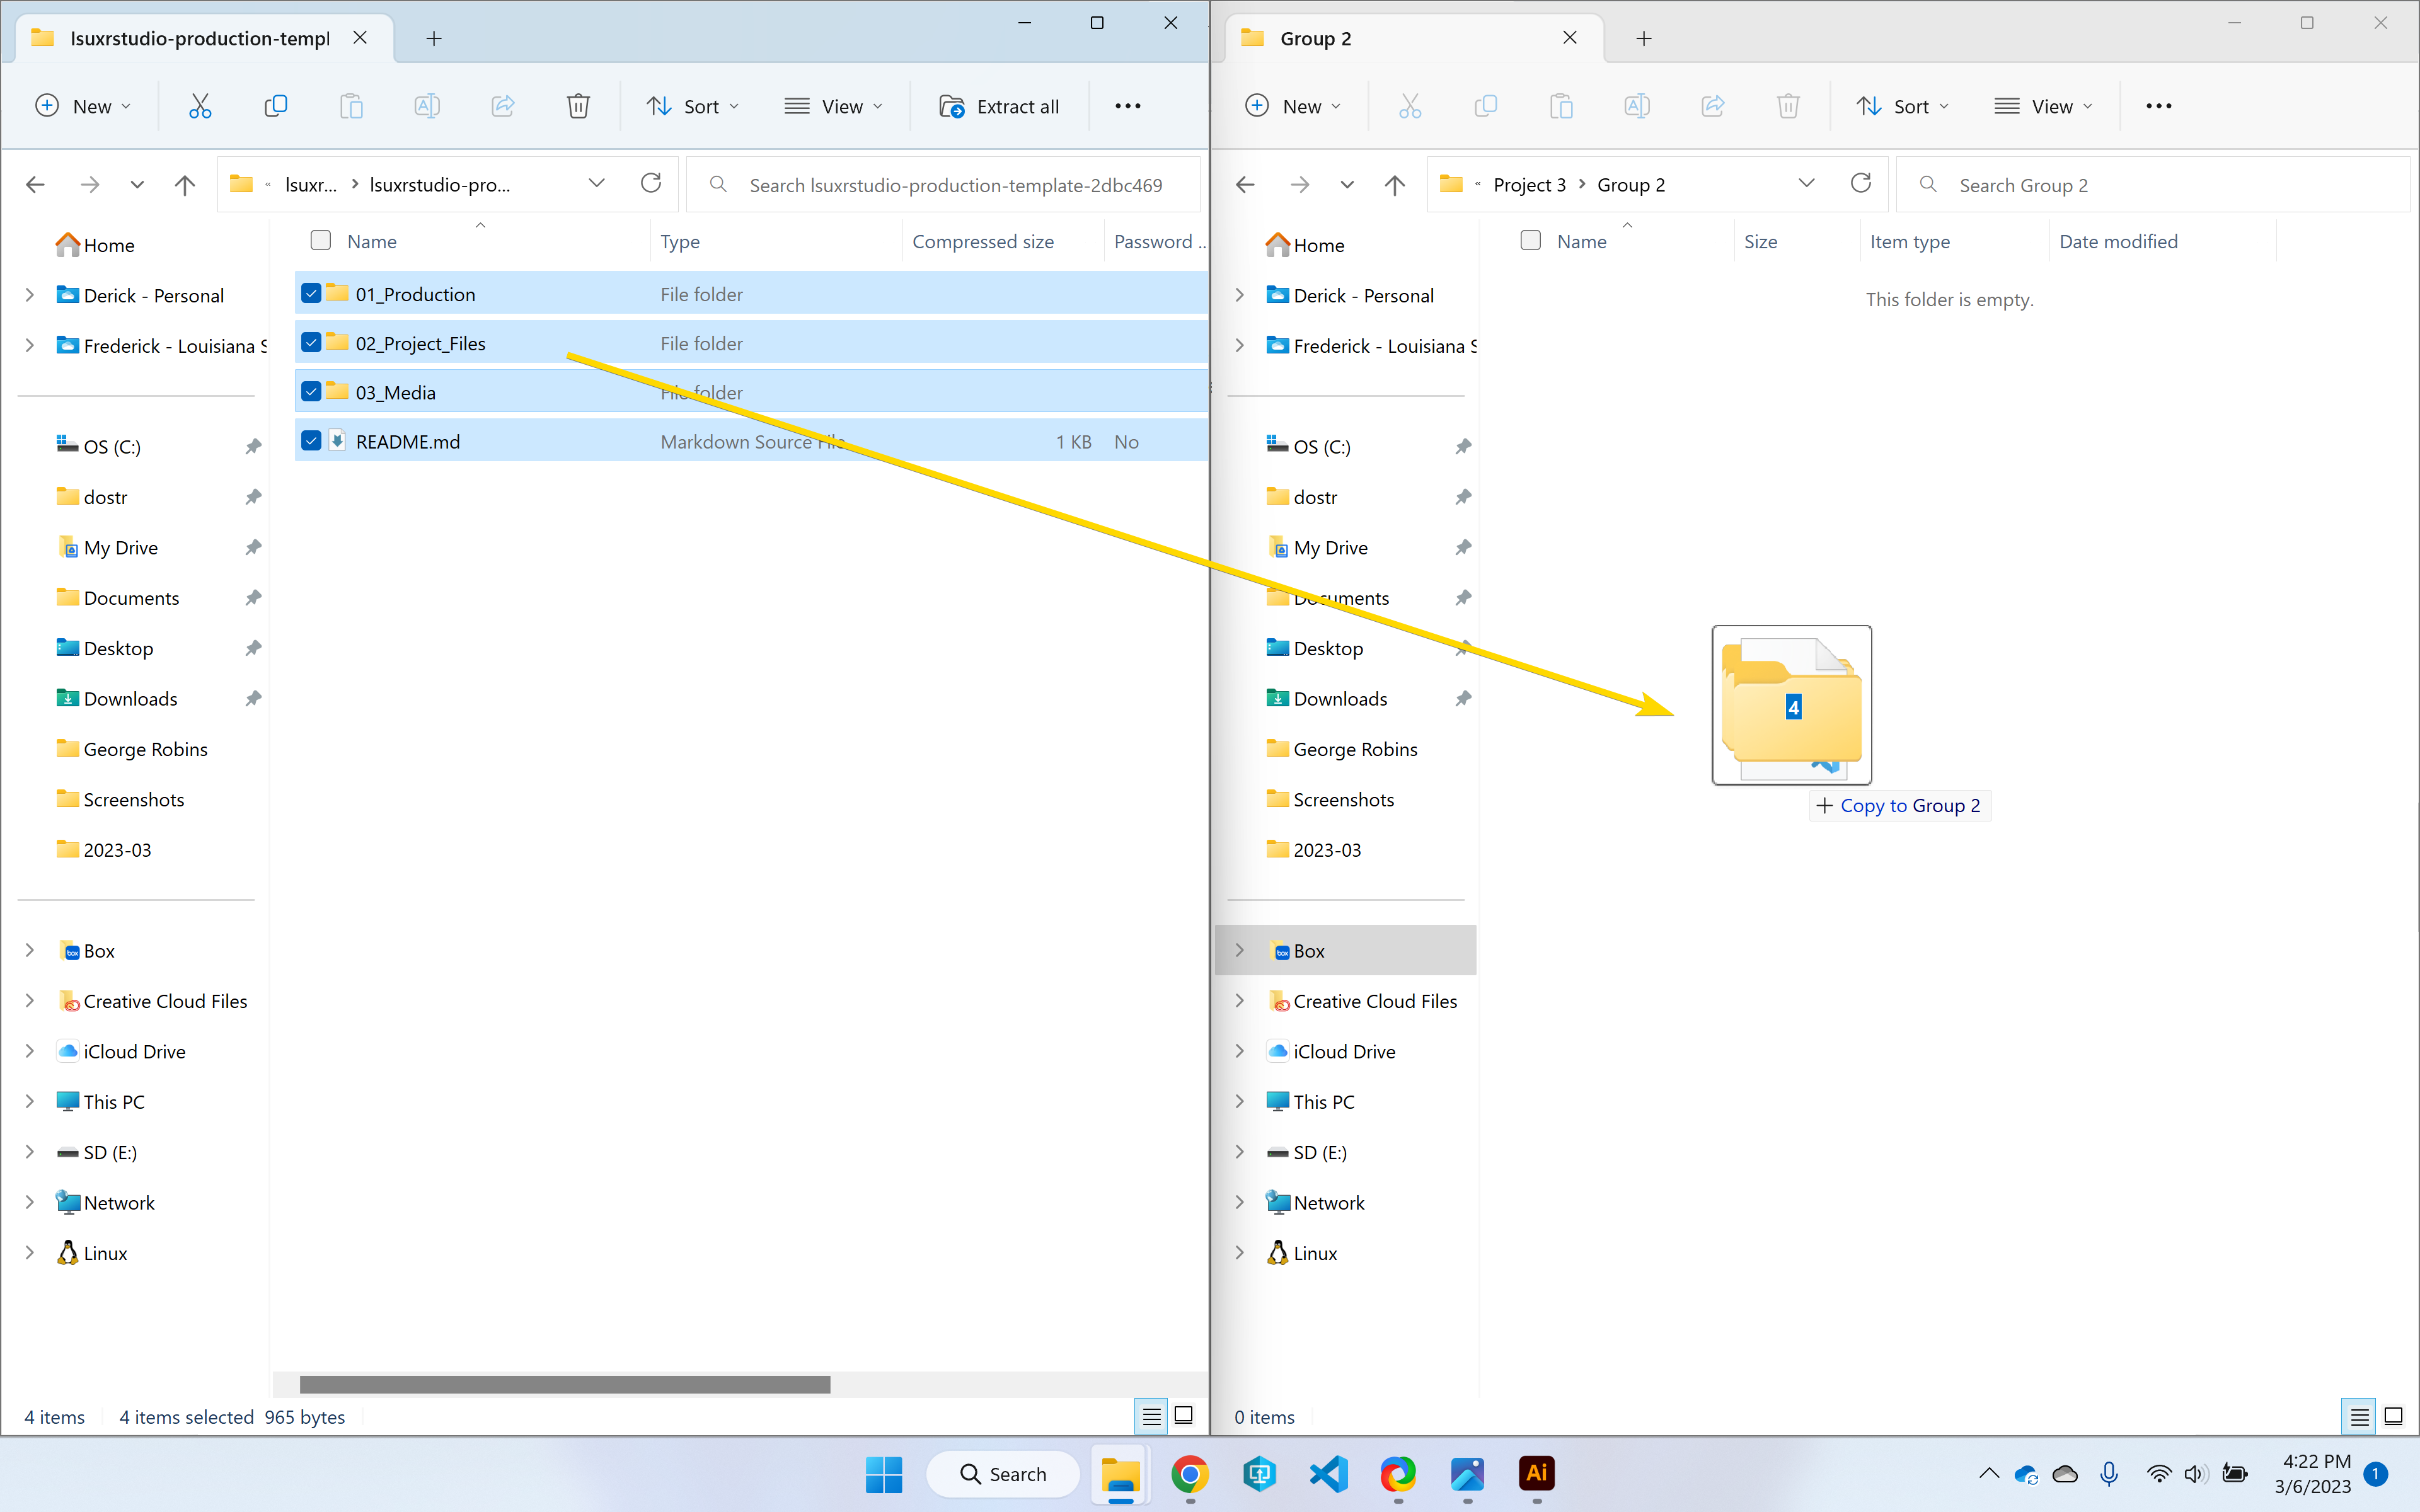 lsuxrstudio-production-templ
New
Sort
View
Extract all
lsuxr...
lsuxrstudio-pro...
Search lsuxrstudio-production-template-2dbc469
Home
Derick - Personal
Frederick - Louisiana S
OS (C:)
dostr
My Drive
Documents
Desktop
Downloads
George Robins
Screenshots
2023-03
Box
Creative Cloud Files
iCloud Drive
This PC
SD (E:)
Network
Linux
Name Type Compressed size Password ...
01_Production File folder
02_Project_Files File folder
03_Media File folder
README.md Markdown Source File 1 KB No
4 items 4 items selected 965 bytes
Group 2
New
Sort
View
Project 3 Group 2
Search Group 2
Home
Derick - Personal
Frederick - Louisiana S
OS (C:)
dostr
My Drive
Documents
Desktop
Downloads
George Robins
Screenshots
2023-03
box Box
Creative Cloud Files
iCloud Drive
This PC
SD (E:)
Network
Linux
Name Size Item type Date modified
This folder is empty.
4
+ Copy to Group 2
0 items
Search
Ai
4:22 PM
3/6/2023
1